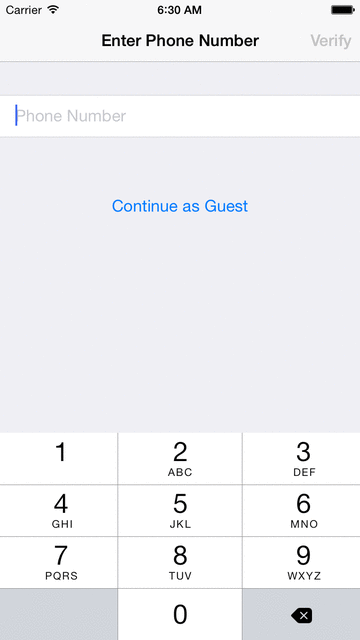 Carrier 6:30 AM
Enter Phone Number Verify
Phone Number
Continue as Guest
1 2 3
ABC DEF
4 5 6
GHI JKL MNO
7 8 9
PQRS TUV WXYZ
0